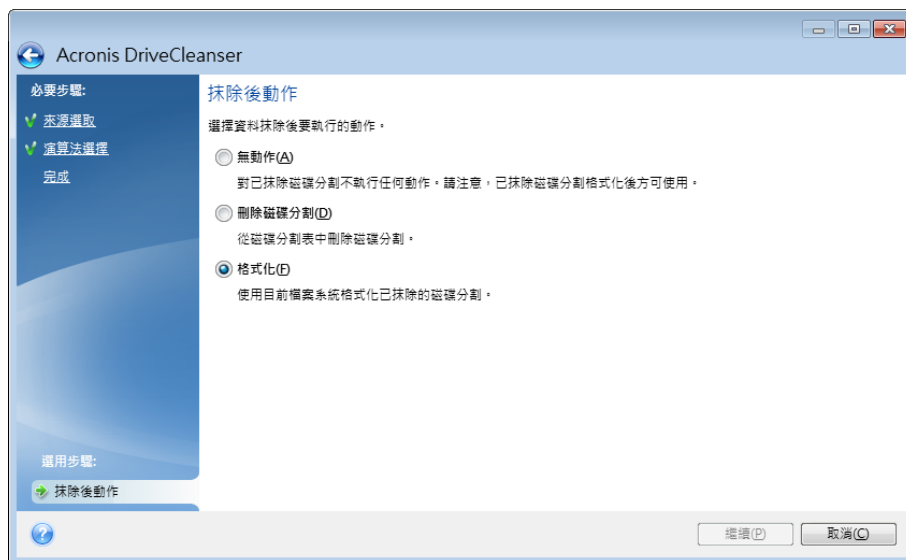 Acronis DriveCleanser
必要步驟:
來源選取
演算法選擇
完成
選用步驟:
抹除後動作
抹除後動作
選擇資料抹除後要執行的動作。
無動作(A)
對已抹除磁碟分割不執行任何動作。請注意，已抹除磁碟分割格式化後方可使用。
刪除磁碟分割(D)
從磁碟分割表中刪除磁碟分割。
格式化(F)
使用目前檔案系統格式化已抹除的磁碟分割。
繼續(P)
取消(C)